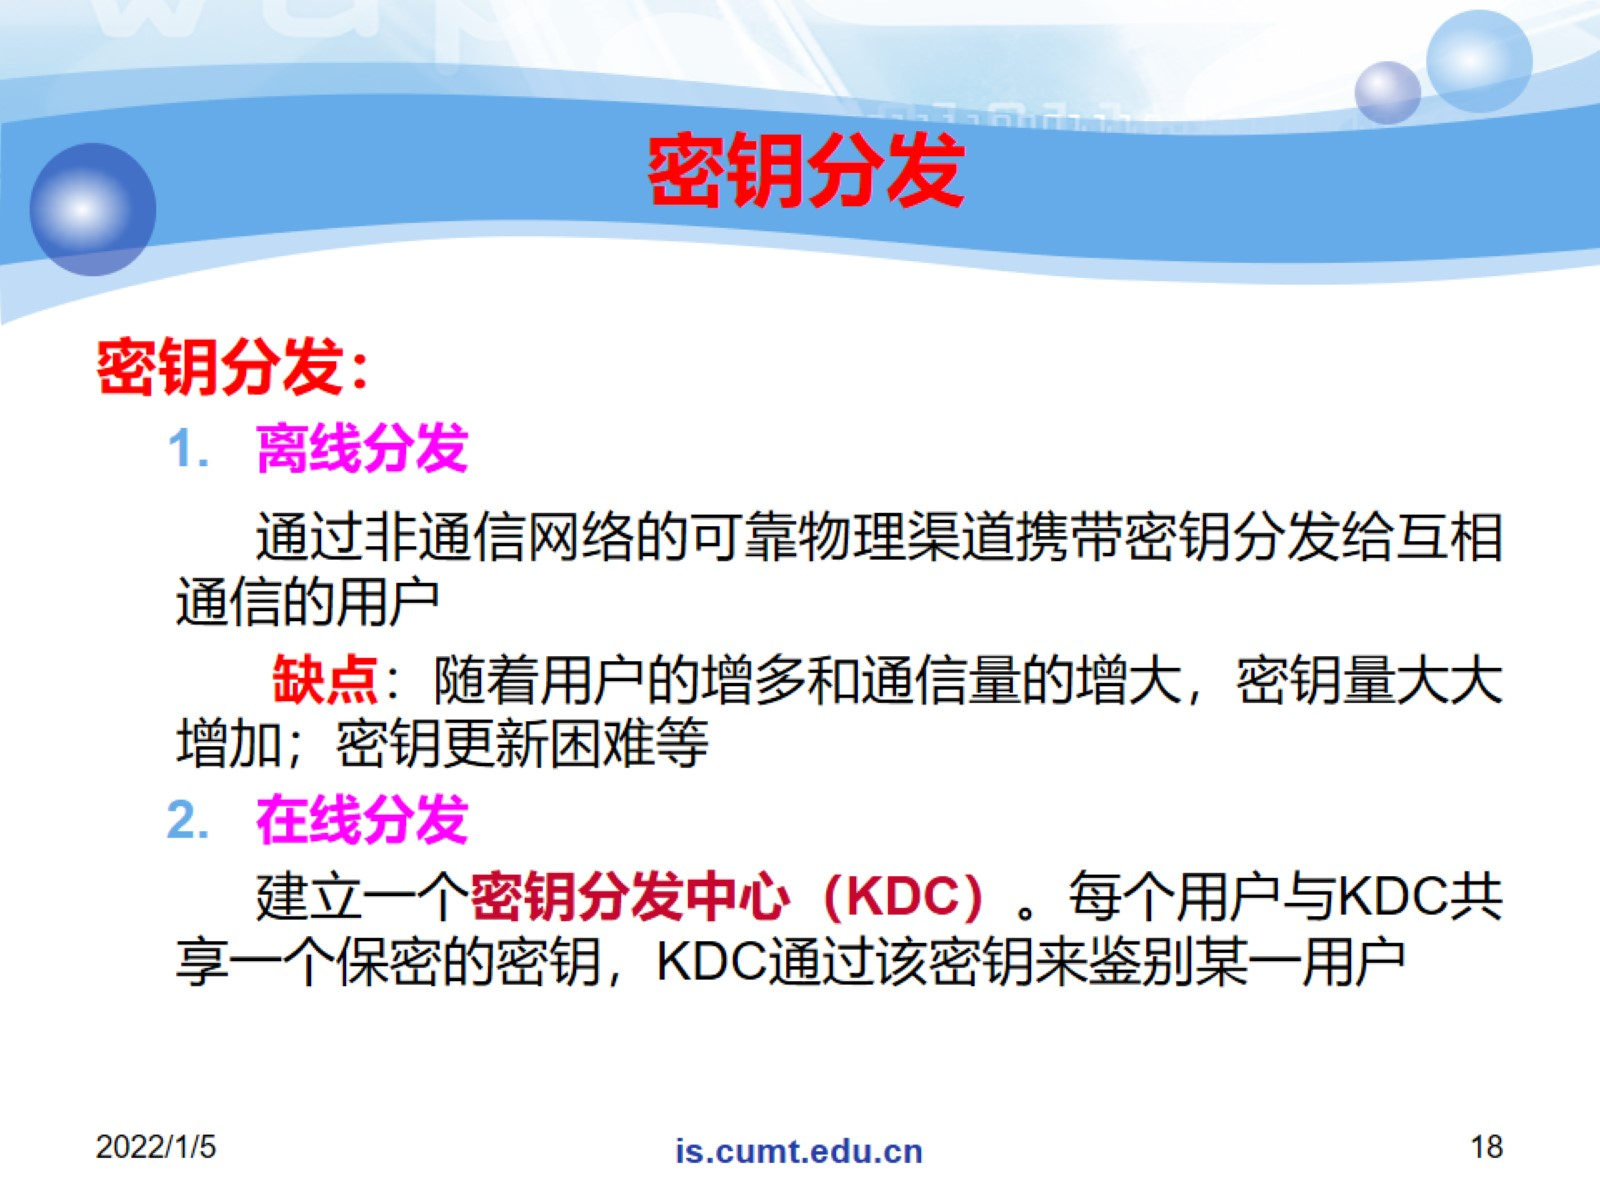 密钥分发
密钥分发：
1. 离线分发
通过非通信网络的可靠物理渠道携带密钥分发给互相
通信的用户
缺点：随着用户的增多和通信量的增大，密钥量大大
增加；密钥更新困难等
2. 在线分发
建立一个密钥分发中心（KDC）。每个用户与KDC共
享一个保密的密钥，KDC通过该密钥来鉴别某一用户
2022/1/5
is.cumt.edu.cn
18